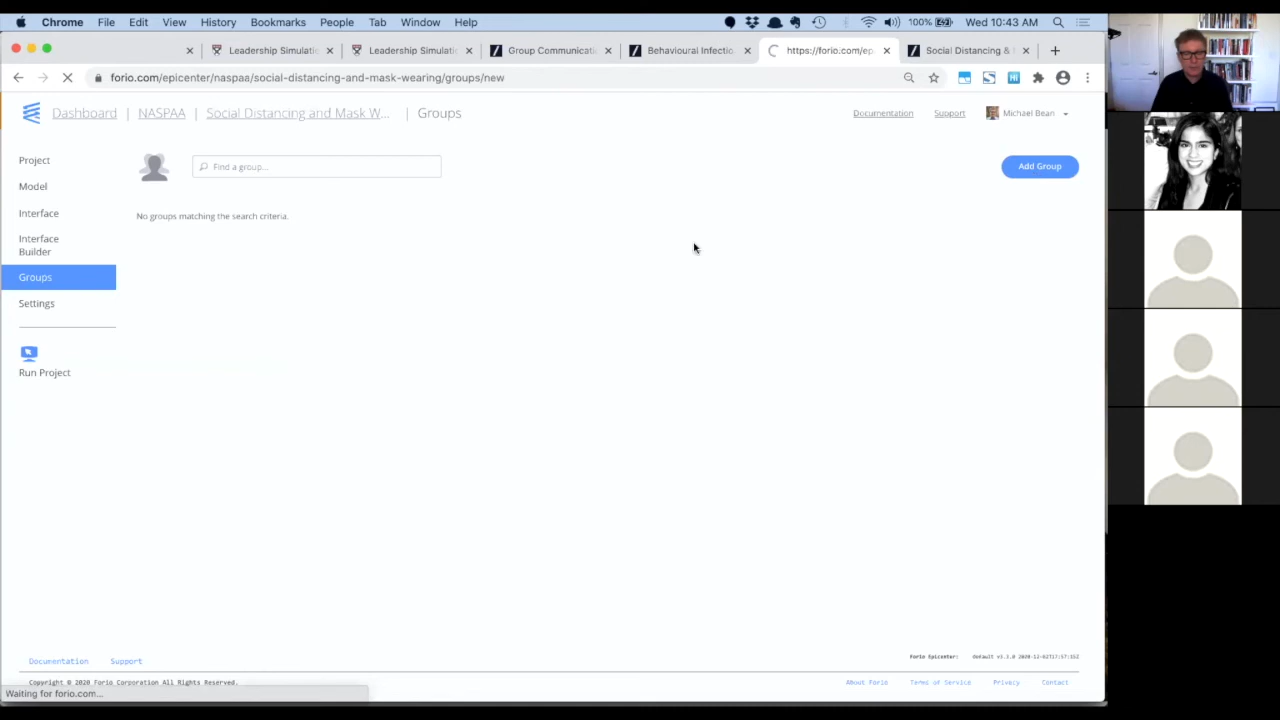 Chrome File Edit View History Bookmarks People Tab Window Help 100% Wed 10:43 AM
Leadership Simulatio Leadership Simulatio Group Communicatio Behavioural Infectio https://forio.com/ep Social Distancing &
forio.com/epicenter/naspaa/social-distancing-and-mask-wearing/groups/new
Dashboard | NASPAA | Social Distancing and Mask W... | Groups Documentation Support Michael Bean
Project
Find a group...
Add Group
Model
Interface
No groups matching the search criteria.
Interface
Builder
Groups
Settings
Run Project
Documentation Support
Forio Epicenter:
Copyright © 2020 Forio Corporation All Rights Reserved.
About Forio Terms of Service Privacy Contact
Waiting for forio.com...